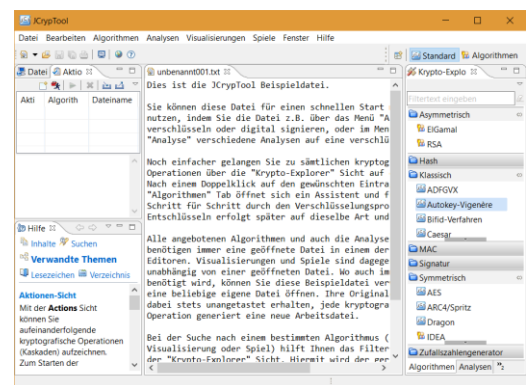 JCrypTool
Datei Bearbeiten Algorithmen Analysen Visualisierungen Spiele Fenster Hilfe
Standard Algorithmen
Datei Aktio
Akti Algorith Dateiname
Hilfe
Inhalte Suchen
Verwandte Themen
Lesezeichen Verzeichnis
Aktionen-Sicht
Mit der Actions Sicht
können Sie
aufeinanderfolgende
kryptografische Operationen
(Kaskaden) aufzeichnen.
Zum Starten der
unbenannt001.txt
Dies ist die JCrypTool Beispieldatei.
Sie können diese Datei für einen schnellen Start
nutzen, indem Sie die Datei z.B. über das Menü "A
verschlüsseln oder digital signieren, oder im Men
"Analyse" verschiedene Analysen auf eine verschlü
Noch einfacher gelangen Sie zu sämtlichen kryptog
Operationen über die "Krypto-Explorer" Sicht auf
Nach einem Doppelklick auf den gewünschten Eintra
"Algorithmen" Tab öffnet sich ein Assistent und f
Schritt für Schritt durch den Verschlüsselungspro
Entschlüsseln erfolgt später auf dieselbe Art und
Alle angebotenen Algorithmen und auch die Analyse
benötigen immer eine geöffnete Datei in einem der
Editoren. Visualisierungen und Spiele sind dagege
unabhängig von einer geöffneten Datei. Wo auch im
benötigt wird, können Sie diese Beispieldatei ver
eine beliebige eigene Datei öffnen. Ihre Original
dabei stets unangetastet erhalten, jede kryptogra
Operation generiert eine neue Arbeitsdatei.
Bei der Suche nach einem bestimmten Algorithmus (
Visualisierung oder Spiel) hilft Ihnen das Filter
der "Krypto-Explorer" Sicht. Hiermit wird der ger
Krypto-Explo
Filtertext eingeben
Asymmetrisch
ElGamal
RSA
Hash
Klassisch
ADFGVX
Autokey-Vigenère
Bifid-Verfahren
Caesar
MAC
Signatur
Symmetrisch
AES
ARC4/Spritz
Dragon
IDEA
Zufallszahlengenerator
Algorithmen Analysen »2